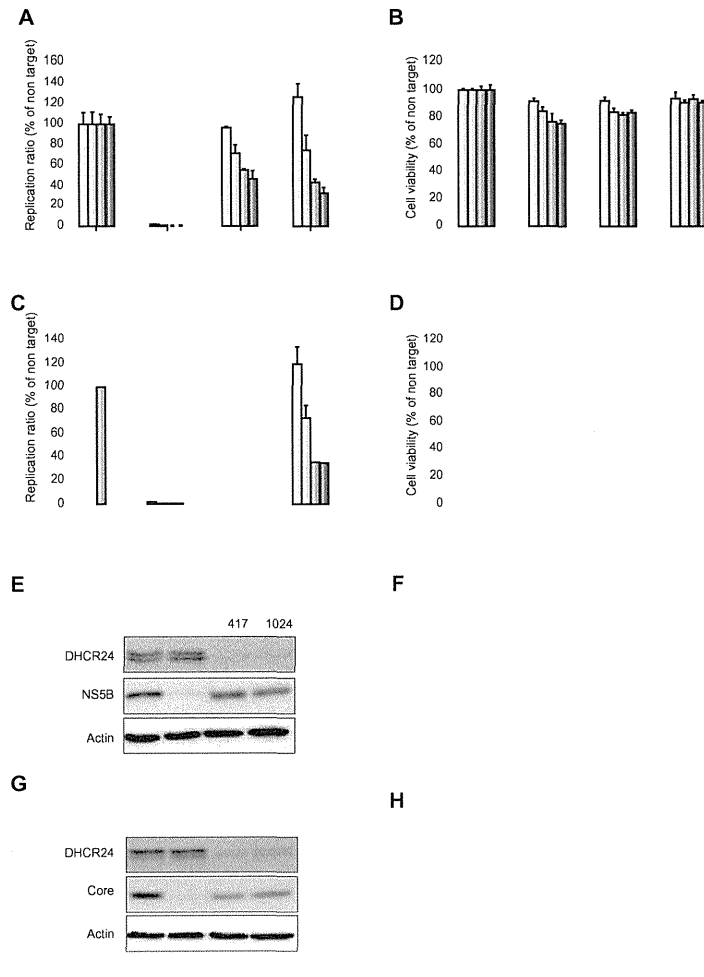 A
Replication ratio (% of non target)
160
140
120
100
80
60
40
20
0
B
Cell viability (% of non target)
120
100
80
60
40
20
0
C
Replication ratio (% of non target)
140
120
100
80
60
40
20
0
D
Cell viability (% of non target)
120
100
80
60
40
20
0
E
417 1024
DHCR24
NS5B
Actin
F
G
DHCR24
Core
Actin
H